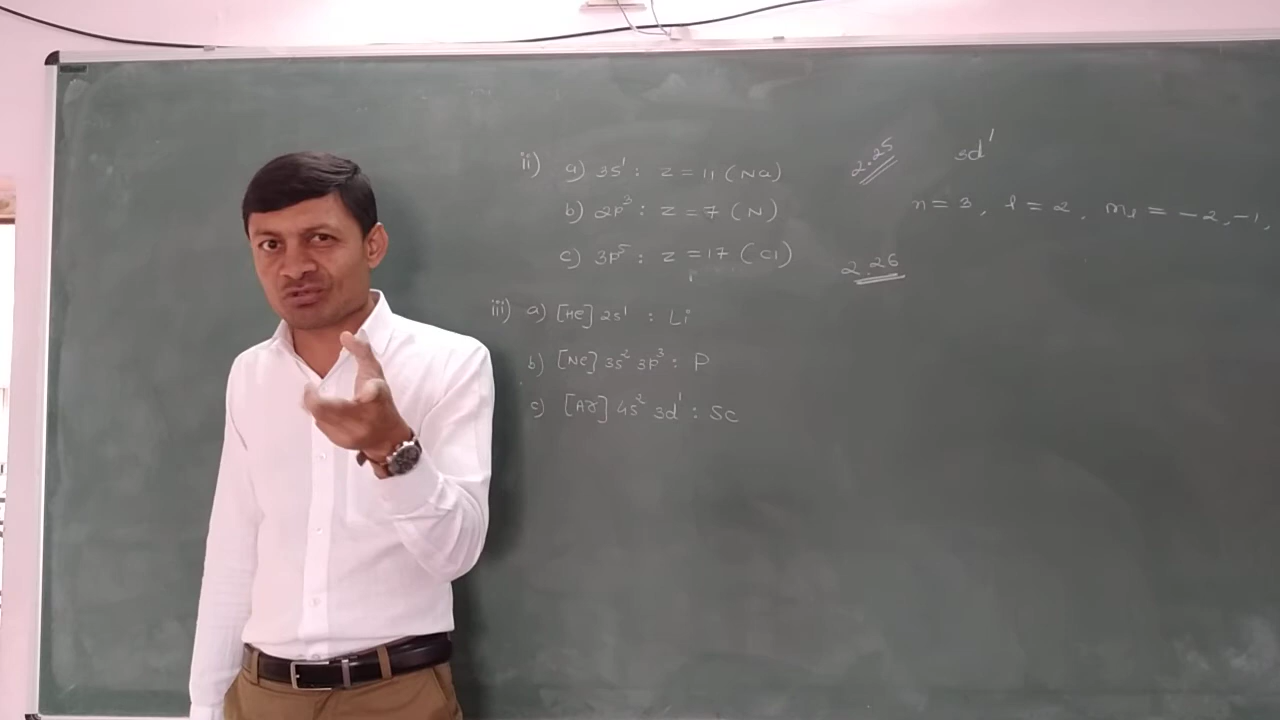 ii) a) 3s¹ : Z = 11 (Na)
b) 2p³ : Z = 7 (N)
c) 3p⁵ : Z = 17 (Cl)
iii) a) [He] 2s¹ : Li
b) [Ne] 3s² 3p³ : P
c) [Ar] 4s² 3d¹ : Sc
2.25
3d¹
n = 3, l = 2, mₗ = -2, -1,
2.26